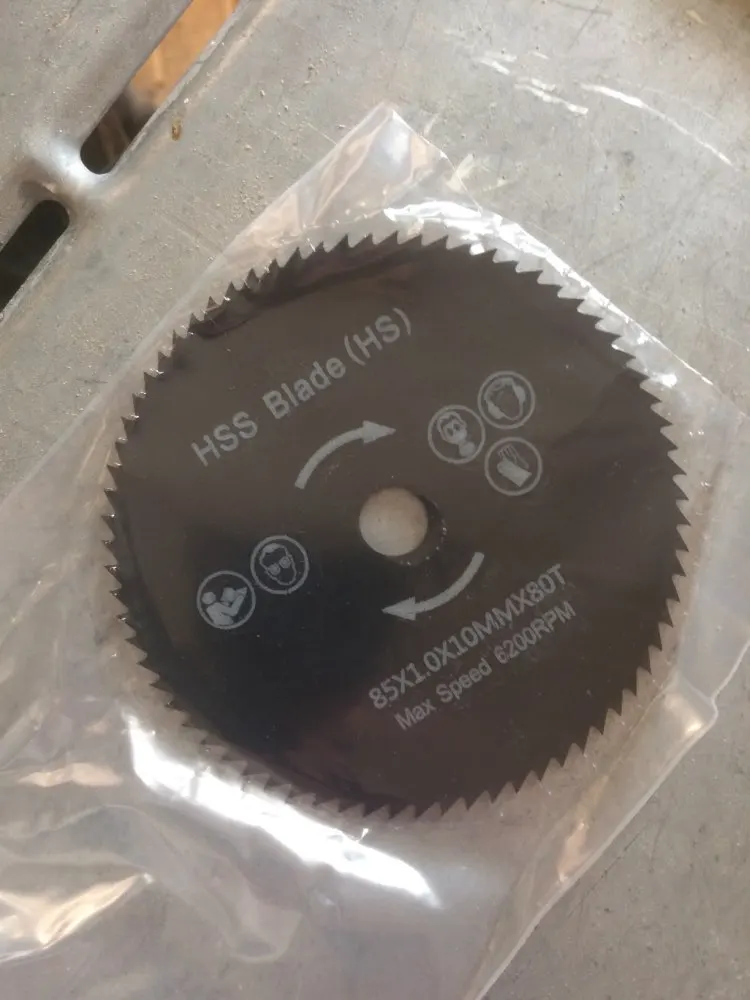 HSS Blade (HS)
85X1.0X10MMX80T
Max Speed 6200RPM